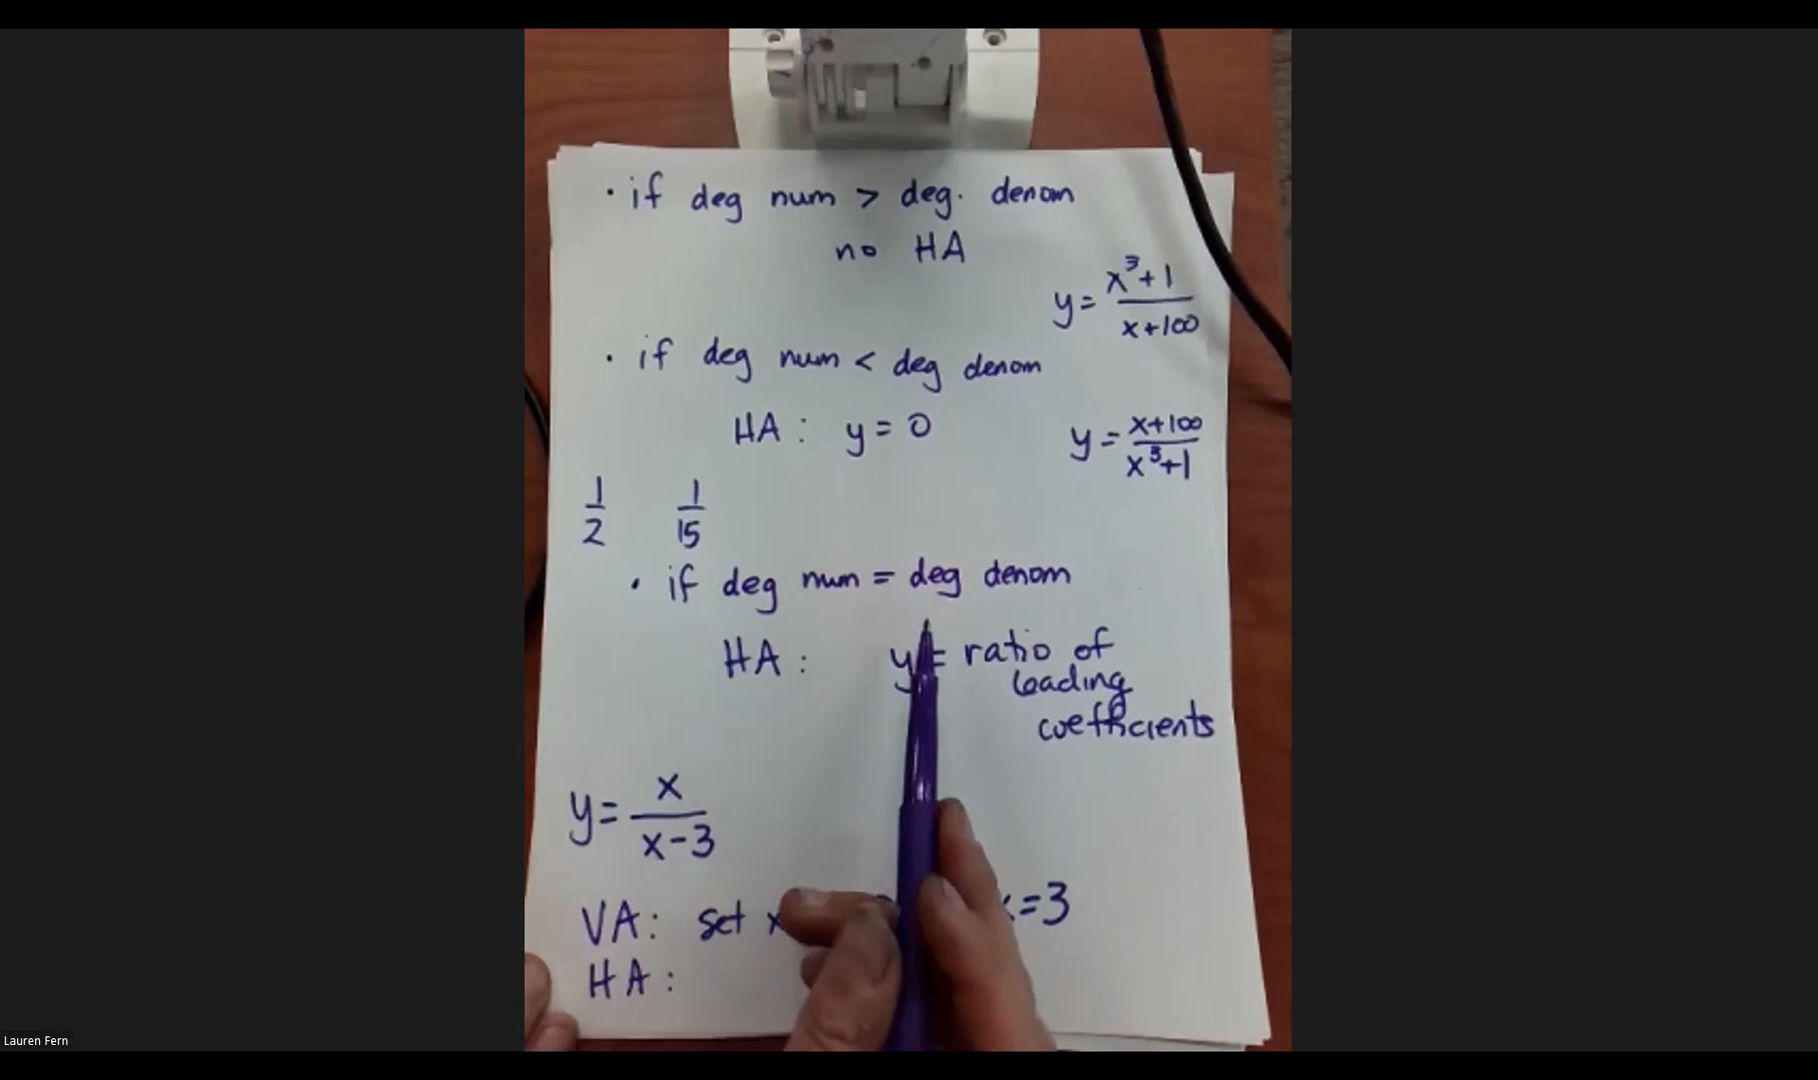 • if deg num > deg. denom
no HA
y = x³+1 / x+100
• if deg num < deg denom
HA : y = 0
y = x+100 / x³+1
1/2 1/15
• if deg num = deg denom
HA : y = ratio of
leading
coefficients
y = x / x-3
VA: set x =3
HA :
Lauren Fern